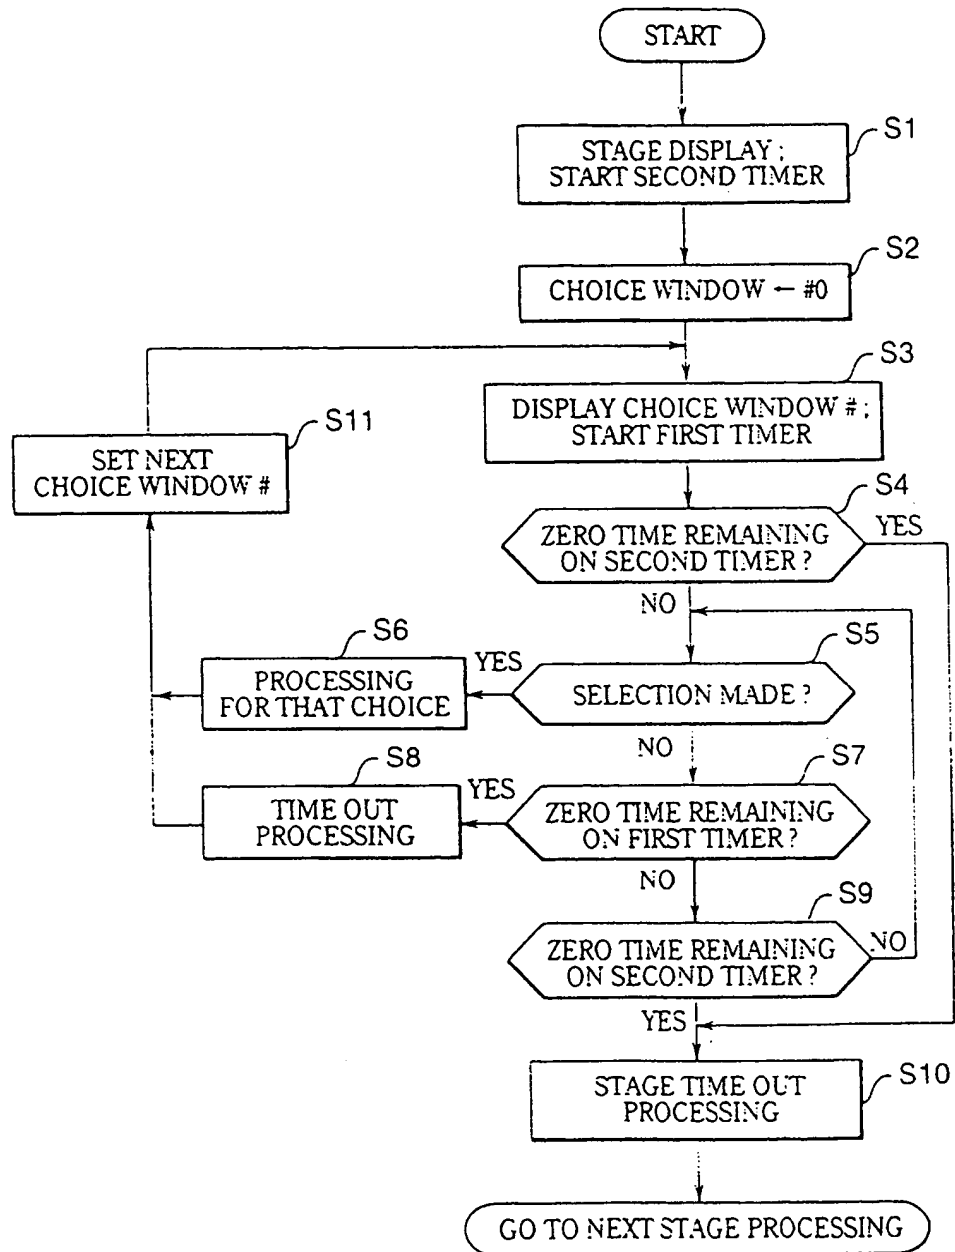 START
S1
STAGE DISPLAY;
START SECOND TIMER
S2
CHOICE WINDOW ← #0
S3
DISPLAY CHOICE WINDOW #;
START FIRST TIMER
S11
SET NEXT
CHOICE WINDOW #
S4
ZERO TIME REMAINING
ON SECOND TIMER ?
YES
NO
S5
SELECTION MADE ?
YES
S6
PROCESSING
FOR THAT CHOICE
NO
S7
ZERO TIME REMAINING
ON FIRST TIMER ?
YES
S8
TIME OUT
PROCESSING
NO
S9
ZERO TIME REMAINING
ON SECOND TIMER ?
NO
YES
S10
STAGE TIME OUT
PROCESSING
GO TO NEXT STAGE PROCESSING